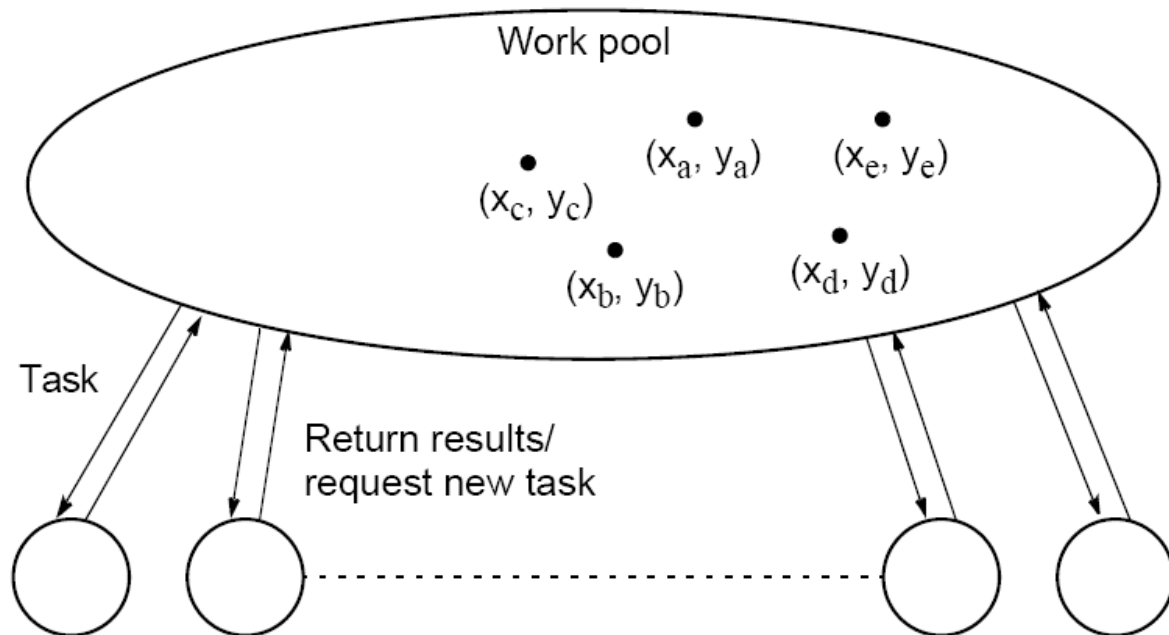 Work pool
(xa, ya)
(xe, ye)
(xc, yc)
(xb, yb)
(xd, yd)
Task
Return results/
request new task